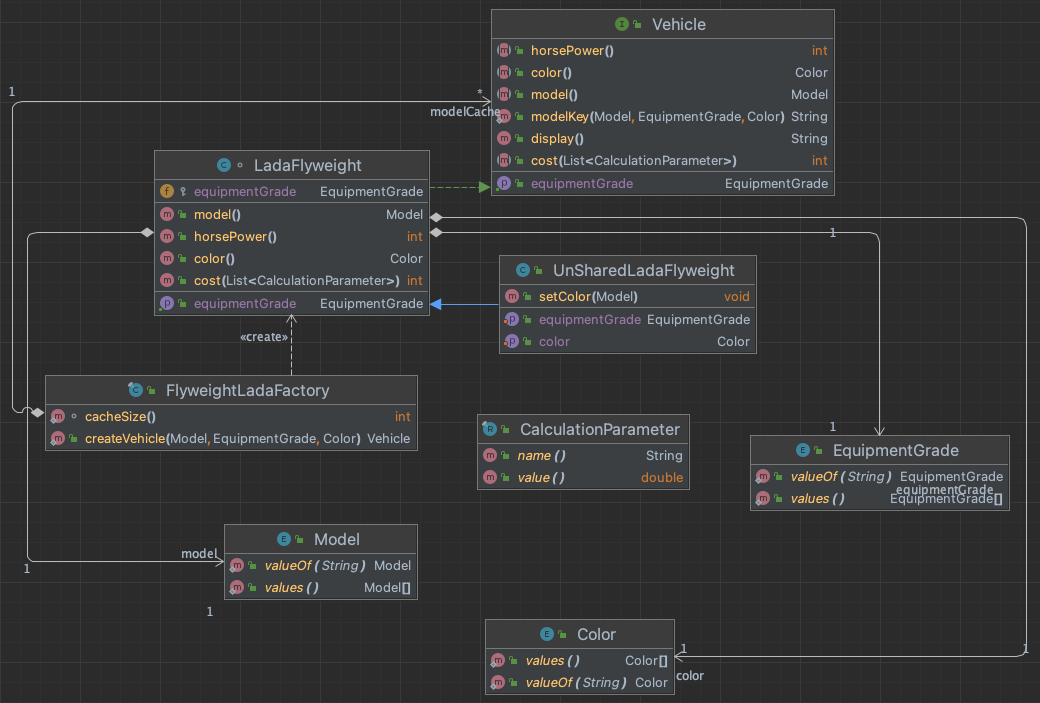 Vehicle
horsePower() int
color() Color
model() Model
modelKey(Model, EquipmentGrade, Color) String
display() String
cost(List<CalculationParameter>) int
equipmentGrade EquipmentGrade
1
*
modelCache
LadaFlyweight
equipmentGrade EquipmentGrade
model() Model
horsePower() int
color() Color
cost(List<CalculationParameter>) int
equipmentGrade EquipmentGrade
1
UnSharedLadaFlyweight
setColor(Model) void
equipmentGrade EquipmentGrade
color Color
«create»
FlyweightLadaFactory
cacheSize() int
createVehicle(Model, EquipmentGrade, Color) Vehicle
CalculationParameter
name () String
value () double
1
EquipmentGrade
valueOf (String) EquipmentGrade
equipmentGrade
values () EquipmentGrade[]
Model
valueOf (String) Model
values () Model[]
model
1
1
Color
values () Color[]
valueOf (String) Color
1
color
1